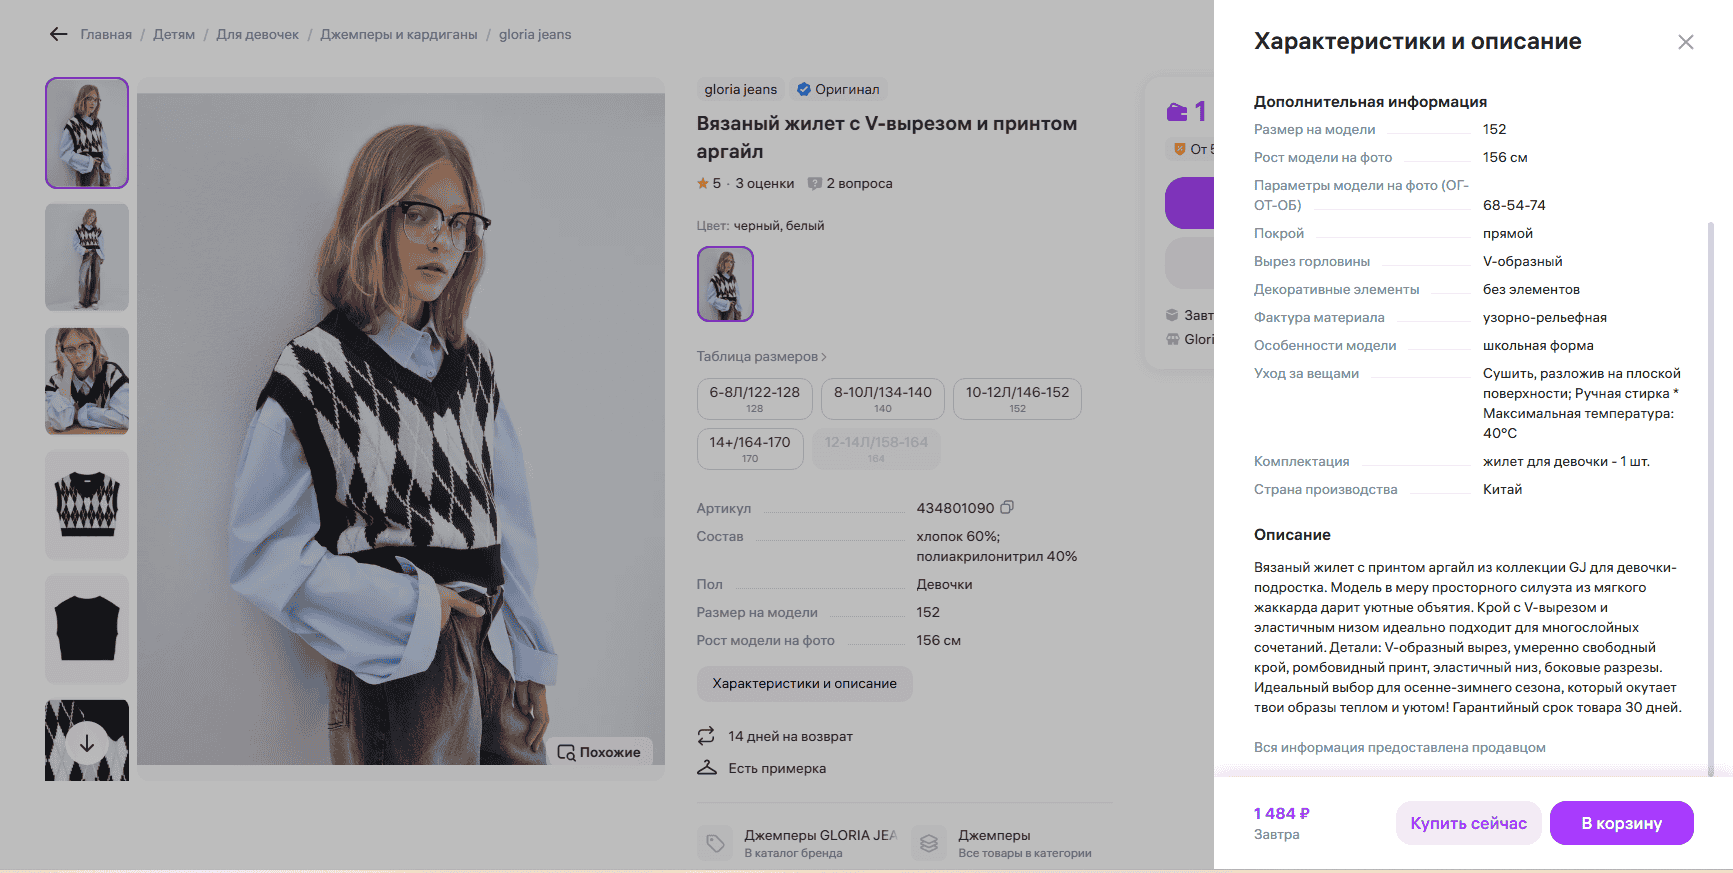 Главная / Детям / Для девочек / Джемперы и кардиганы / gloria jeans
Похожие
gloria jeans
Оригинал
Вязаный жилет с V-вырезом и принтом
аргайл
5 · 3 оценки
2 вопроса
Цвет: черный, белый
Таблица размеров
6-8Л/122-128
128
8-10Л/134-140
140
10-12Л/146-152
152
14+/164-170
170
12-14Л/158-164
164
Артикул 434801090
Состав хлопок 60%;
полиакрилонитрил 40%
Пол Девочки
Размер на модели 152
Рост модели на фото 156 см
Характеристики и описание
14 дней на возврат
Есть примерка
Джемперы GLORIA JEA
В каталог бренда
Джемперы
Все товары в категории
1
От 5
Завт
Glori
Характеристики и описание
Дополнительная информация
Размер на модели 152
Рост модели на фото 156 см
Параметры модели на фото (ОГ-
ОТ-ОБ) 68-54-74
Покрой прямой
Вырез горловины V-образный
Декоративные элементы без элементов
Фактура материала узорно-рельефная
Особенности модели школьная форма
Уход за вещами Сушить, разложив на плоской
поверхности; Ручная стирка *
Максимальная температура:
40°C
Комплектация жилет для девочки - 1 шт.
Страна производства Китай
Описание
Вязаный жилет с принтом аргайл из коллекции GJ для девочки-
подростка. Модель в меру просторного силуэта из мягкого
жаккарда дарит уютные объятия. Крой с V-вырезом и
эластичным низом идеально подходит для многослойных
сочетаний. Детали: V-образный вырез, умеренно свободный
крой, ромбовидный принт, эластичный низ, боковые разрезы.
Идеальный выбор для осенне-зимнего сезона, который окутает
твои образы теплом и уютом! Гарантийный срок товара 30 дней.
Вся информация предоставлена продавцом
1 484 ₽
Завтра
Купить сейчас
В корзину